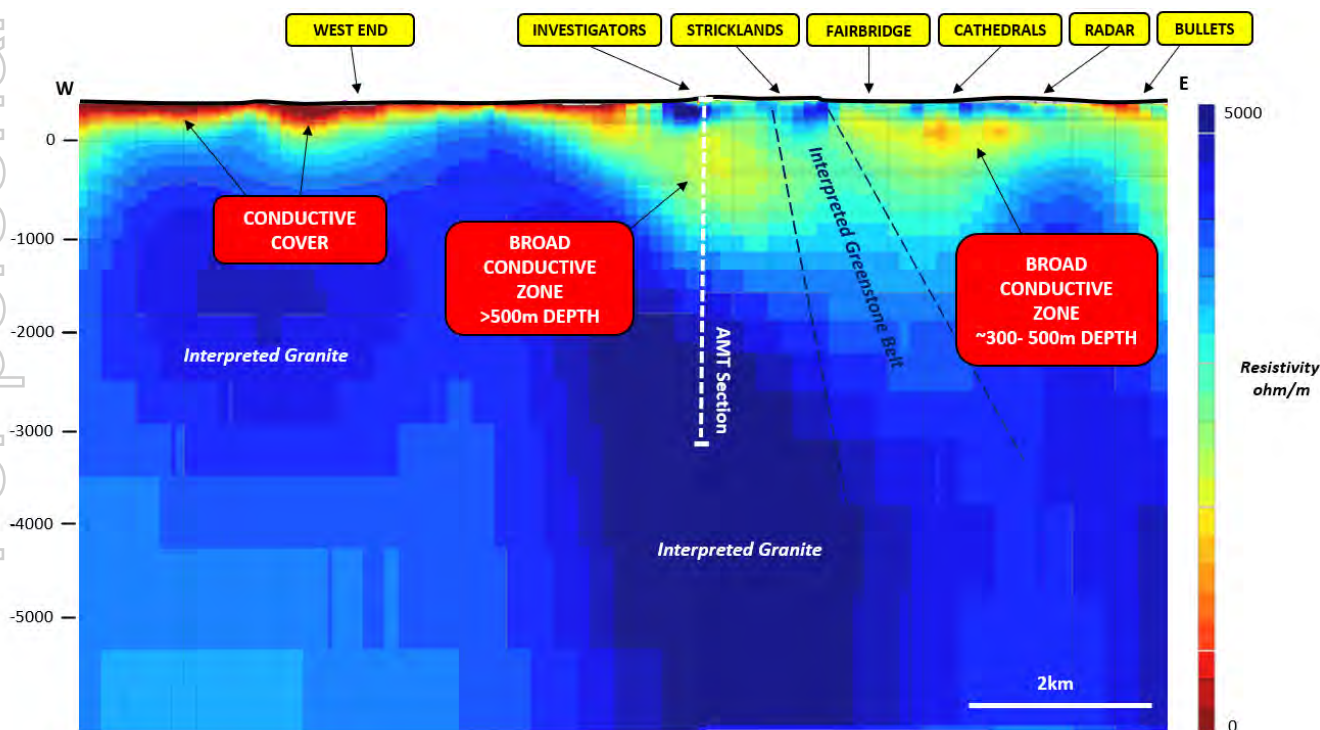 WEST END
INVESTIGATORS
STRICKLANDS
FAIRBRIDGE
CATHEDRALS
RADAR
BULLETS
W
E
5000
0
-1000
-2000
-3000
-4000
-5000
CONDUCTIVE
COVER
BROAD
CONDUCTIVE
ZONE
>500m DEPTH
BROAD
CONDUCTIVE
ZONE
~300- 500m DEPTH
Interpreted Greenstone Belt
AMT Section
Interpreted Granite
Interpreted Granite
Resistivity
ohm/m
2km
0